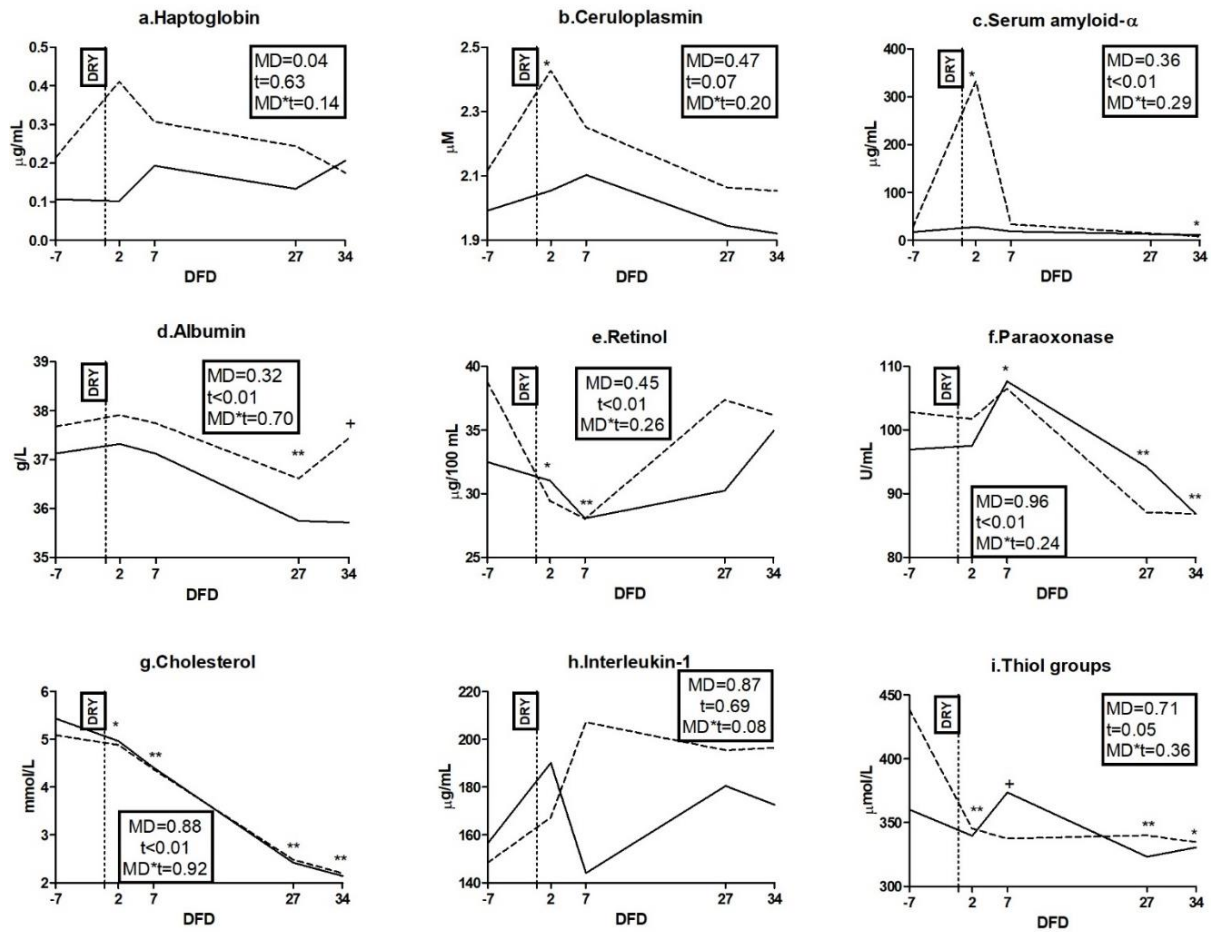 a.Haptoglobin
0.5
0.4
0.3
0.2
0.1
0.0
μg/mL
DRY
MD=0.04
t=0.63
MD*t=0.14
-7 2 7 27 34
DFD
b.Ceruloplasmin
2.5
2.3
2.1
1.9
μM
DRY
*
MD=0.47
t=0.07
MD*t=0.20
-7 2 7 27 34
DFD
c.Serum amyloid-α
400
300
200
100
0
μg/mL
DRY
*
MD=0.36
t<0.01
MD*t=0.29
*
-7 2 7 27 34
DFD
d.Albumin
39
38
37
36
35
g/L
DRY
MD=0.32
t<0.01
MD*t=0.70
** +
-7 2 7 27 34
DFD
e.Retinol
40
35
30
25
μg/100 mL
DRY
MD=0.45
t<0.01
MD*t=0.26
* **
-7 2 7 27 34
DFD
f.Paraoxonase
110
100
90
80
U/mL
DRY
* ** **
MD=0.96
t<0.01
MD*t=0.24
-7 2 7 27 34
DFD
g.Cholesterol
6
5
4
3
2
mmol/L
DRY
* ** ** **
MD=0.88
t<0.01
MD*t=0.92
-7 2 7 27 34
DFD
h.Interleukin-1
220
200
180
160
140
μg/mL
DRY
MD=0.87
t=0.69
MD*t=0.08
-7 2 7 27 34
DFD
i.Thiol groups
450
400
350
300
μmol/L
DRY
MD=0.71
t=0.05
MD*t=0.36
** + ** *
-7 2 7 27 34
DFD